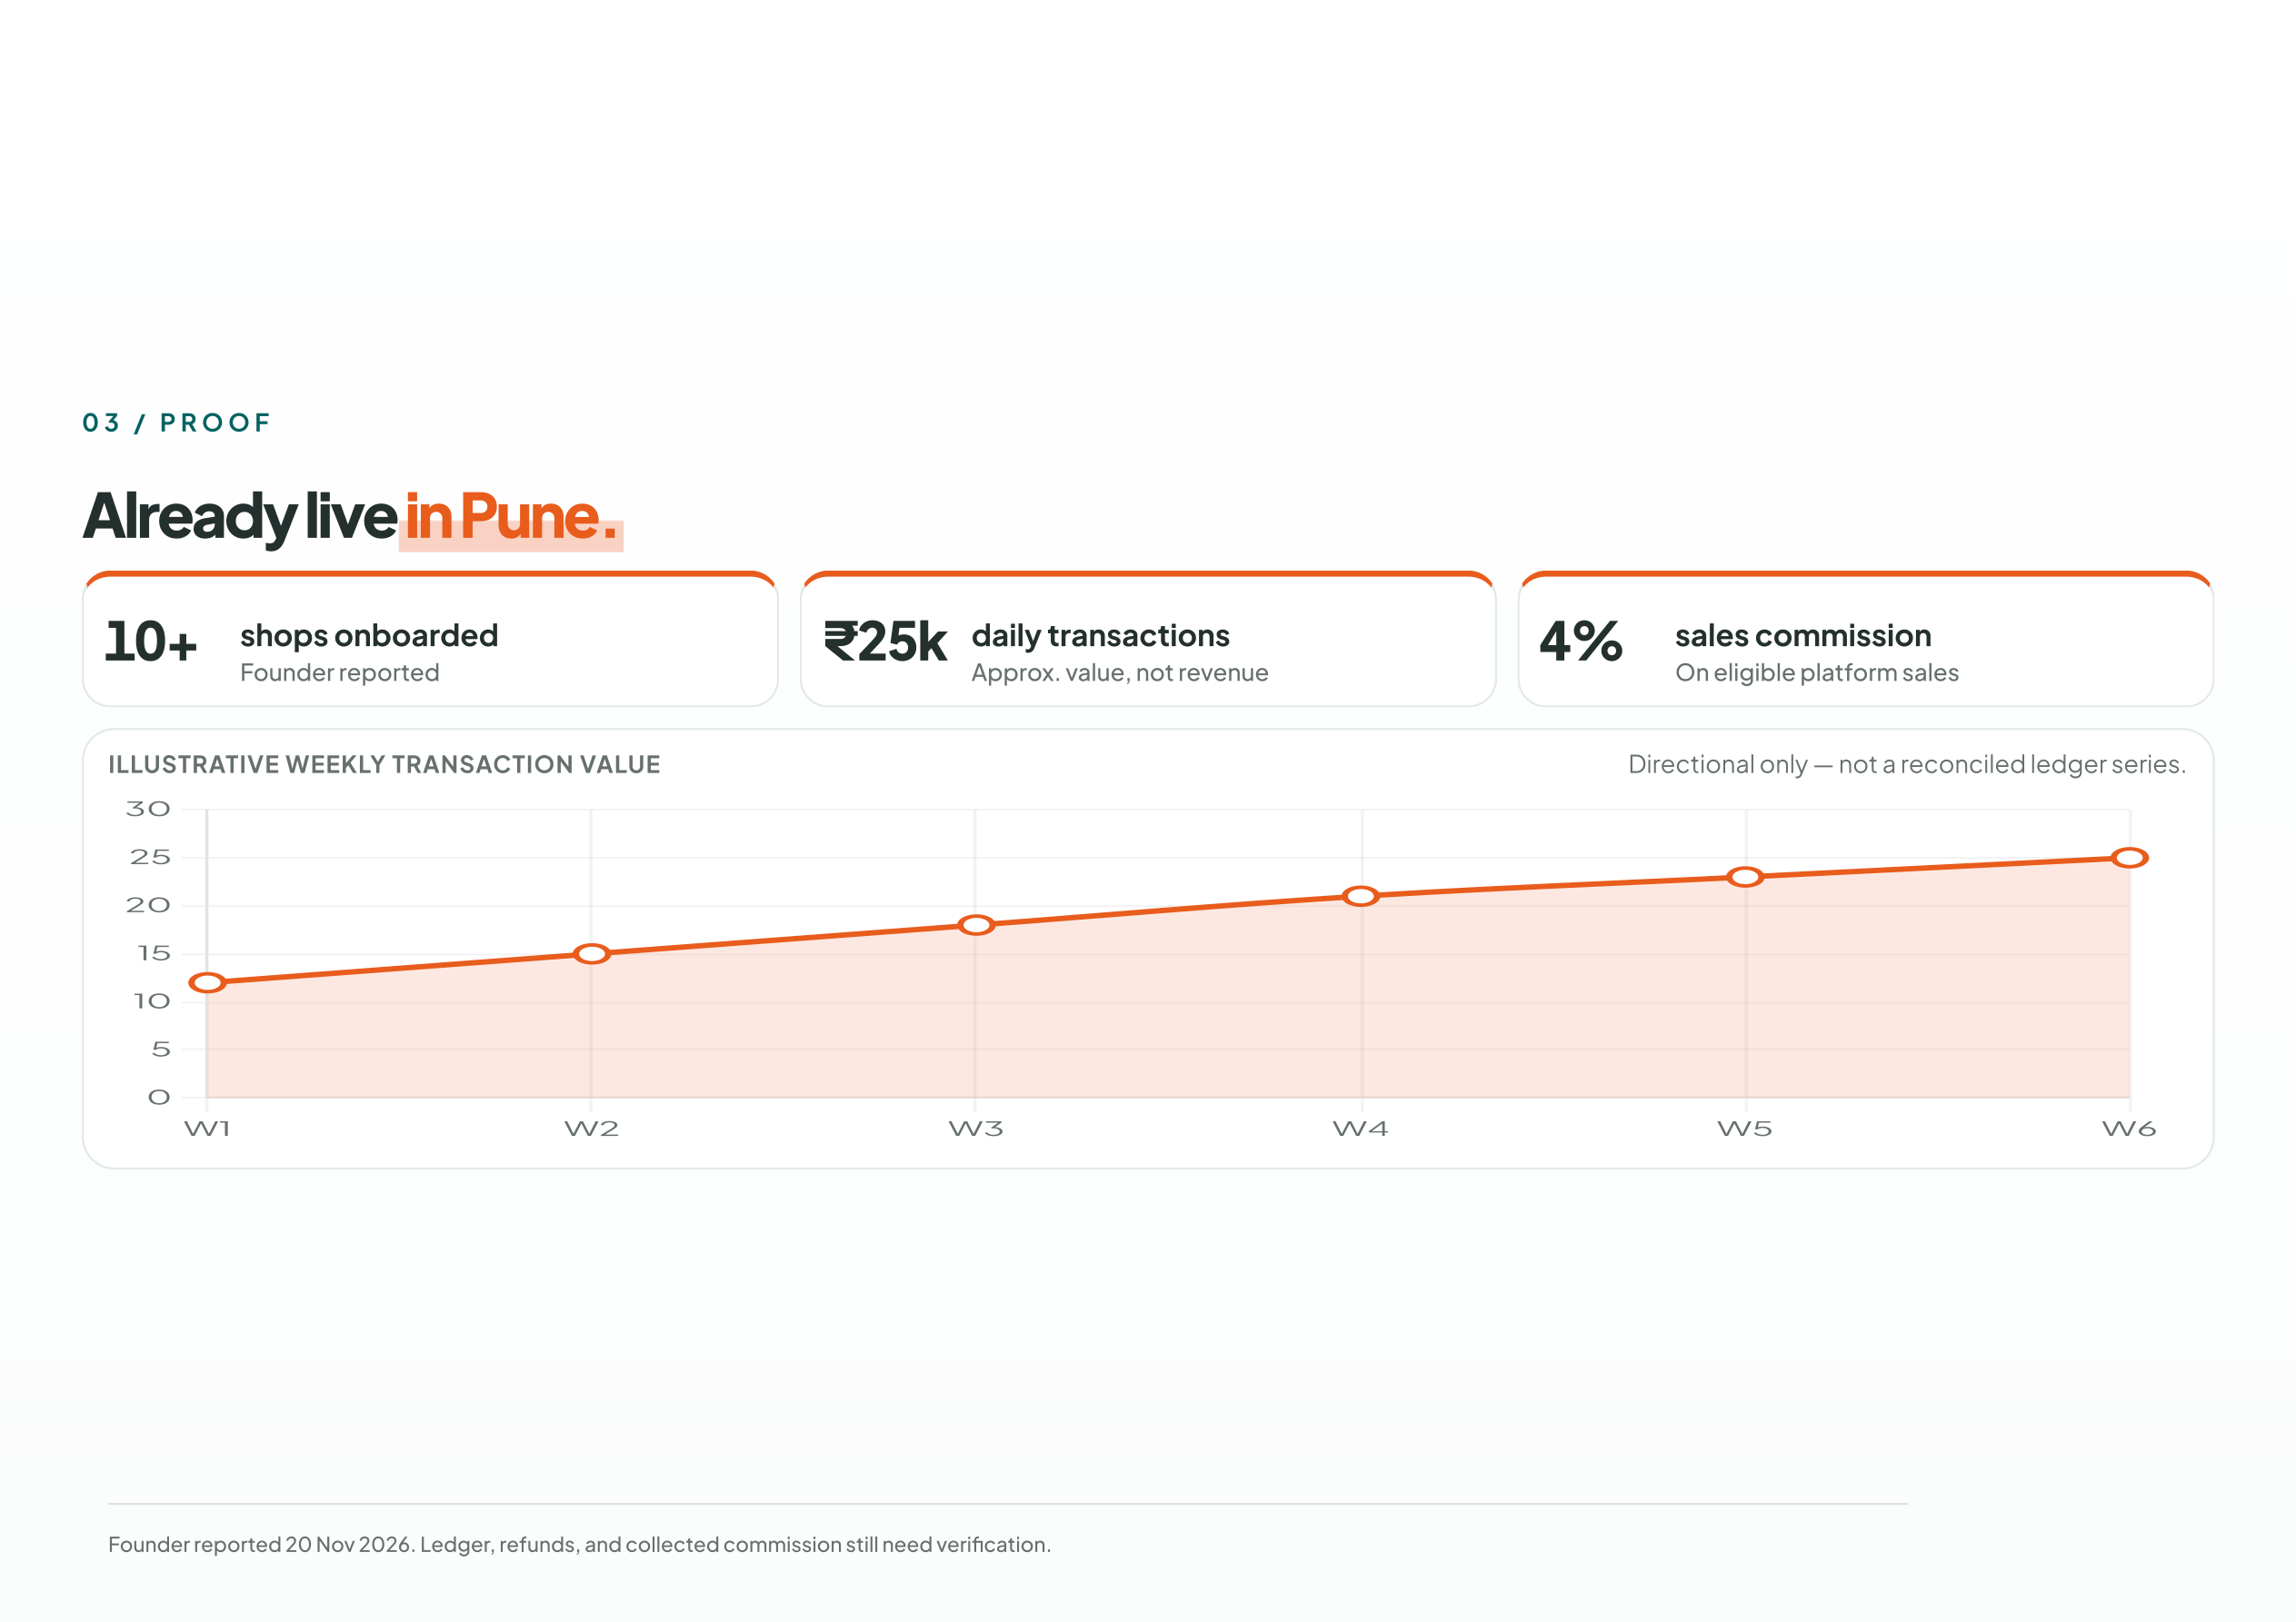 03 / PROOF
Already live in Pune.
10+
shops onboarded
Founder reported
₹25k
daily transactions
Approx. value, not revenue
4%
sales commission
On eligible platform sales
ILLUSTRATIVE WEEKLY TRANSACTION VALUE
Directional only — not a reconciled ledger series.
30
25
20
15
10
5
0
W1 W2 W3 W4 W5 W6
Founder reported 20 Nov 2026. Ledger, refunds, and collected commission still need verification.